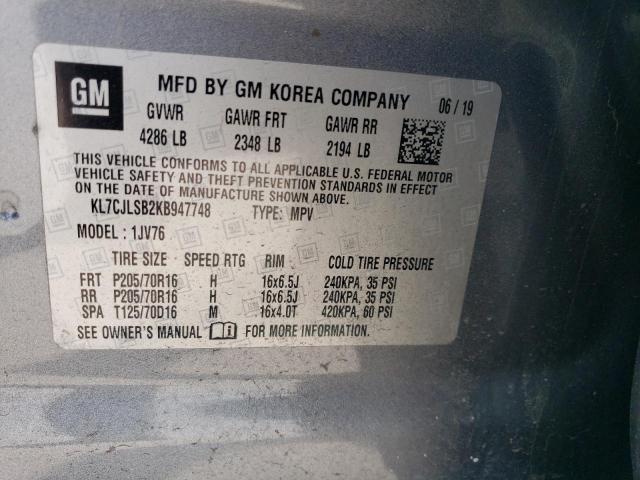 GM MFD BY GM KOREA COMPANY 06/19
GVWR GAWR FRT GAWR RR
4286 LB 2348 LB 2194 LB
THIS VEHICLE CONFORMS TO ALL APPLICABLE U.S. FEDERAL MOTOR
VEHICLE SAFETY AND THEFT PREVENTION STANDARDS IN EFFECT
ON THE DATE OF MANUFACTURE SHOWN ABOVE.
KL7CJLSB2KB947748 TYPE: MPV
MODEL : 1JV76
TIRE SIZE SPEED RTG RIM COLD TIRE PRESSURE
FRT P205/70R16 H 16x6.5J 240KPA, 35 PSI
RR P205/70R16 H 16x6.5J 240KPA, 35 PSI
SPA T125/70D16 M 16x4.0T 420KPA, 60 PSI
SEE OWNER'S MANUAL FOR MORE INFORMATION.